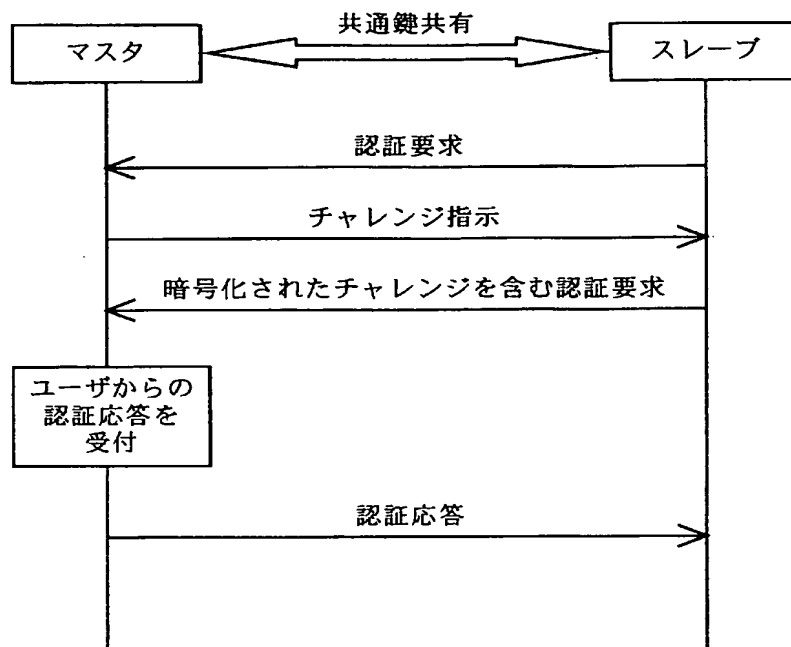 共通鍵共有
マスタ
スレーブ
認証要求
チャレンジ指示
暗号化されたチャレンジを含む認証要求
ユーザからの
認証応答を
受付
認証応答